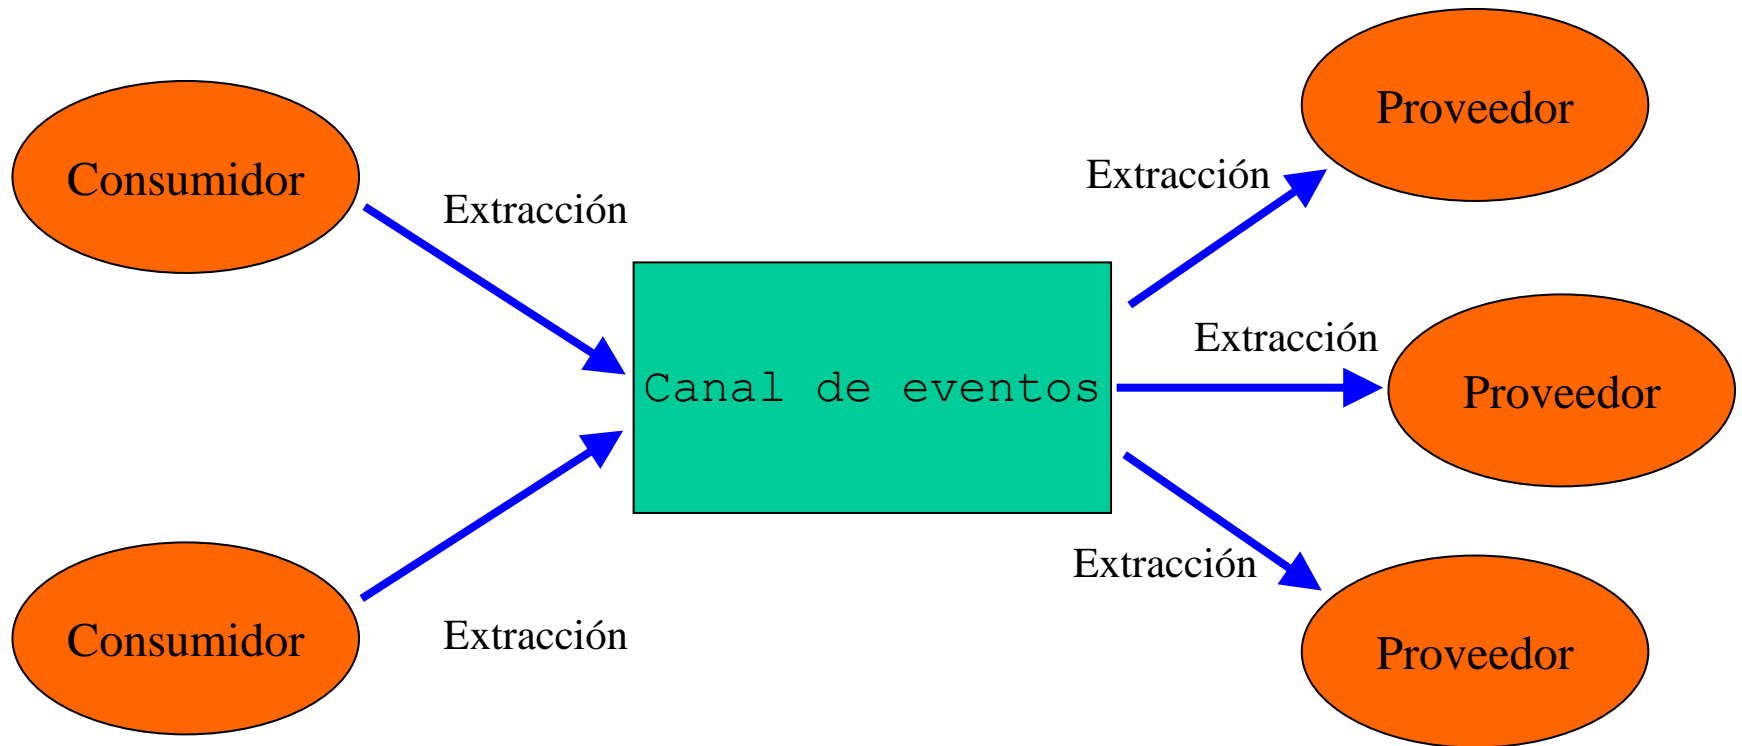 Proveedor
Consumidor
Extracción
Extracción
Extracción
Canal de eventos
Proveedor
Extracción
Consumidor
Extracción
Proveedor